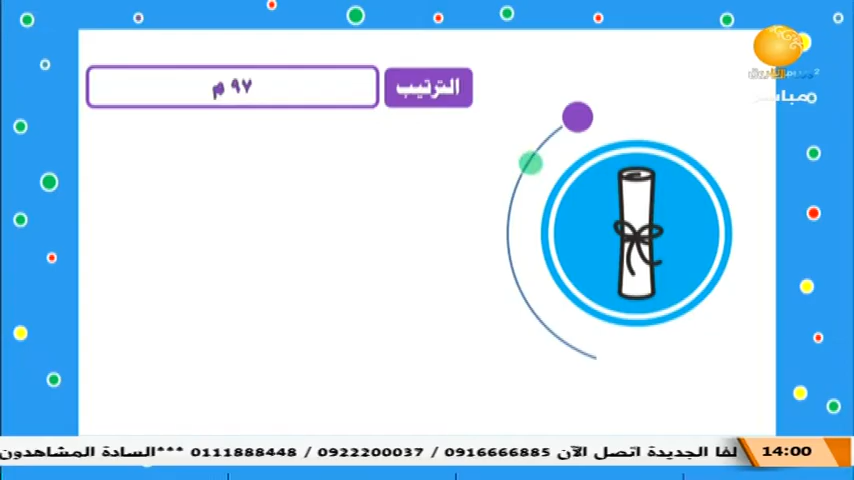 مباشر
الترتيب
٩٧ م
لفا الجديدة اتصل الآن 0916666885 / 0922200037 / 0111888448 ***السادة المشاهدون
14:00